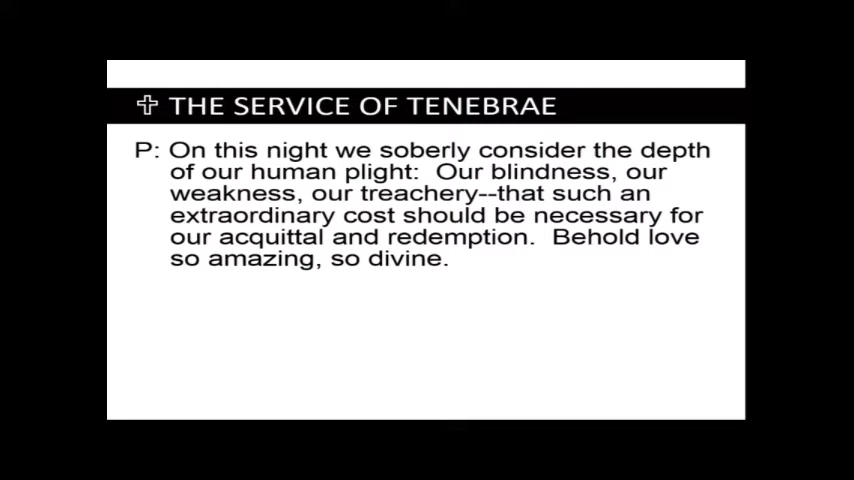 ✞ THE SERVICE OF TENEBRAE
P: On this night we soberly consider the depth
of our human plight:  Our blindness, our
weakness, our treachery--that such an
extraordinary cost should be necessary for
our acquittal and redemption.  Behold love
so amazing, so divine.